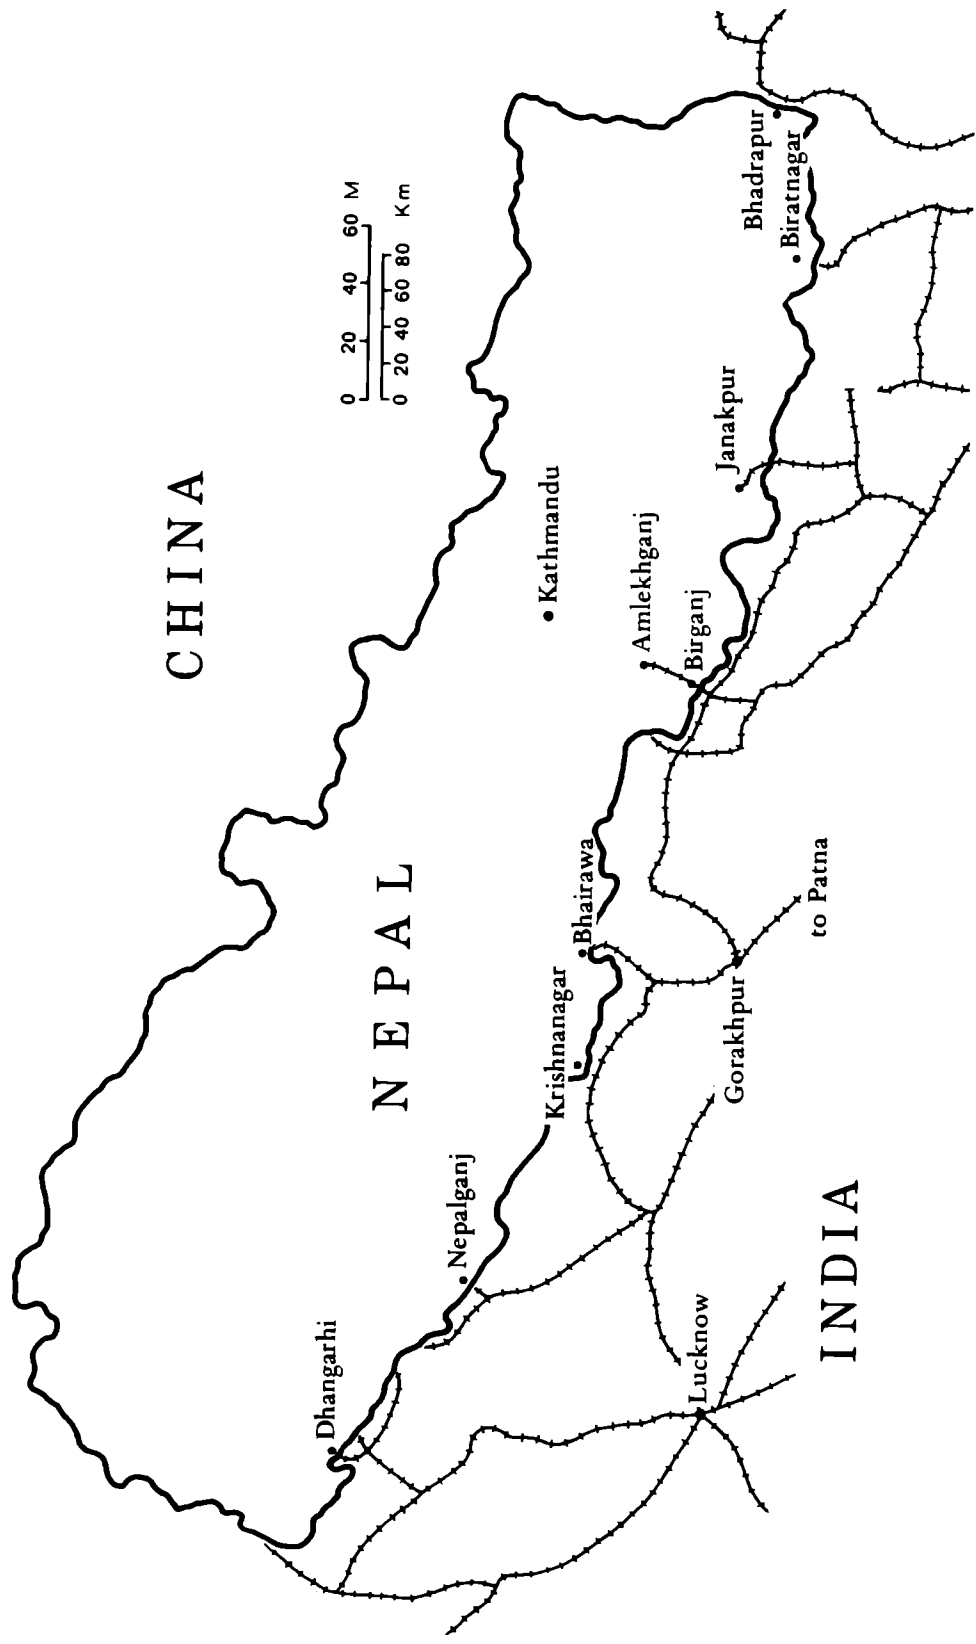 CHINA
0 20 40 60 M
0 20 40 60 80 Km
NEPAL
Dhangarhi
Nepalganj
Krishnanagar
Bhairawa
Kathmandu
Amlekhganj
Birganj
Janakpur
Bhadrapur
Biratnagar
Lucknow
Gorakhpur
to Patna
INDIA